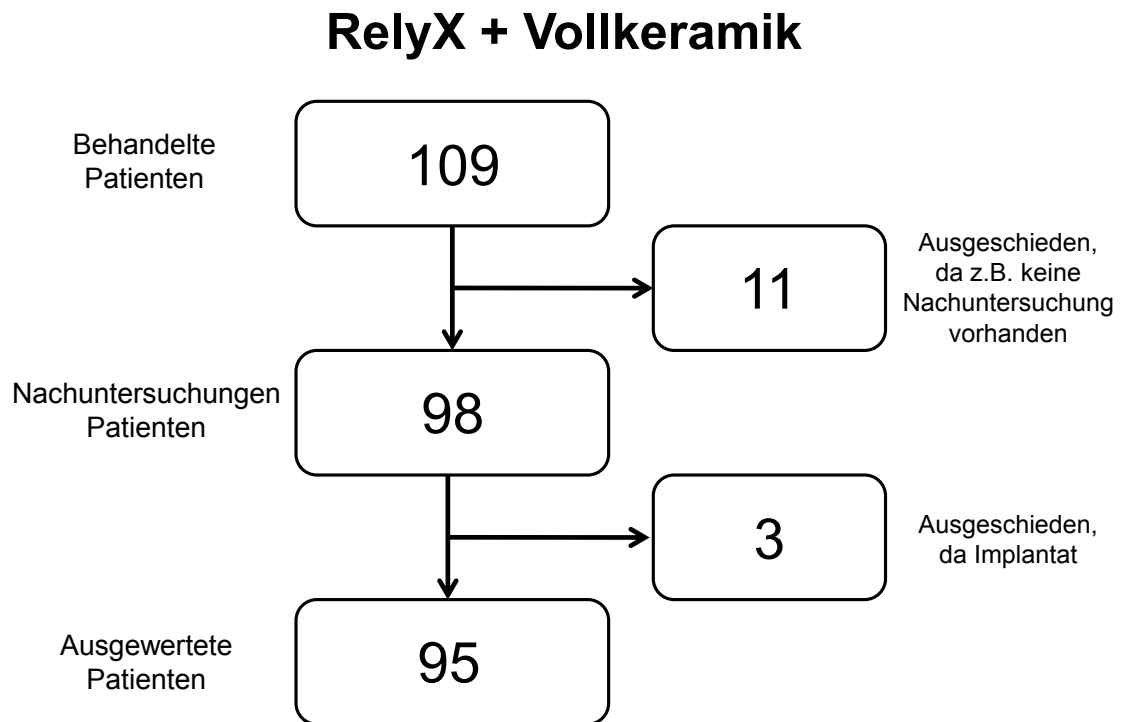 RelyX + Vollkeramik
Behandelte
Patienten
109
11
Ausgeschieden,
da z.B. keine
Nachuntersuchung
vorhanden
Nachuntersuchungen
Patienten
98
3
Ausgeschieden,
da Implantat
Ausgewertete
Patienten
95